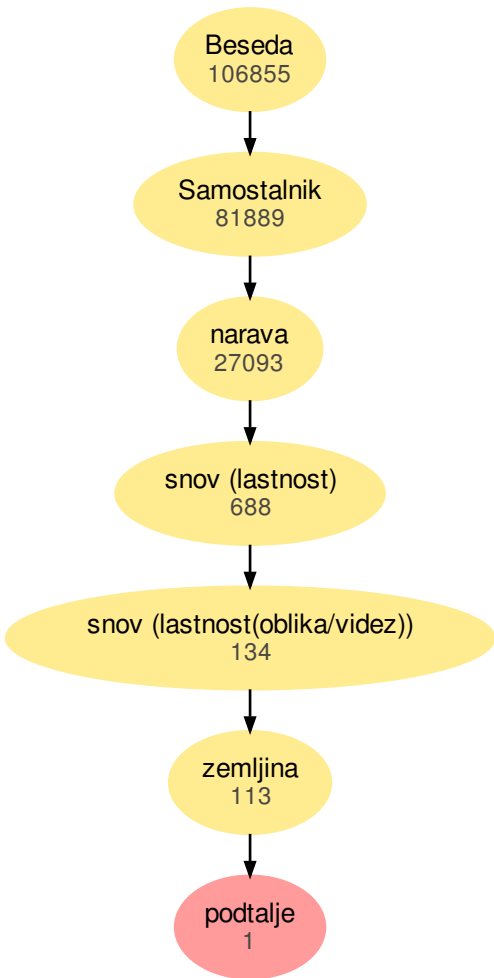 Beseda
106855
Samostalnik
81889
narava
27093
snov (lastnost)
688
snov (lastnost(oblika/videz))
134
zemljina
113
podtalje
1